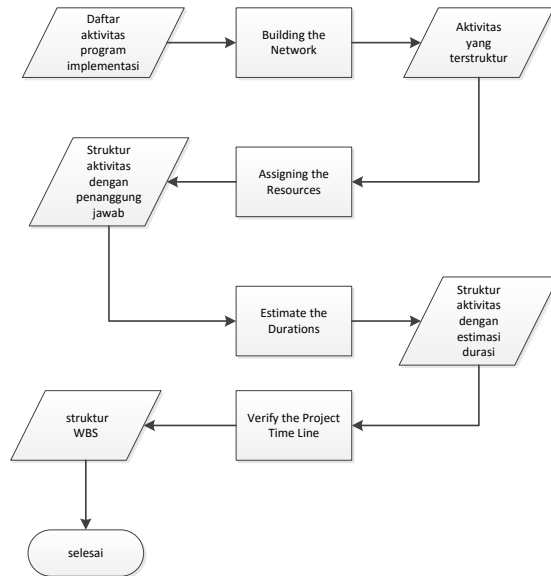 Daftar
aktivitas
program
implementasi
Building the
Network
Aktivitas
yang
terstruktur
Struktur
aktivitas
dengan
penanggung
jawab
Assigning the
Resources
Estimate the
Durations
Struktur
aktivitas
dengan
estimasi
durasi
struktur
WBS
Verify the Project
Time Line
selesai